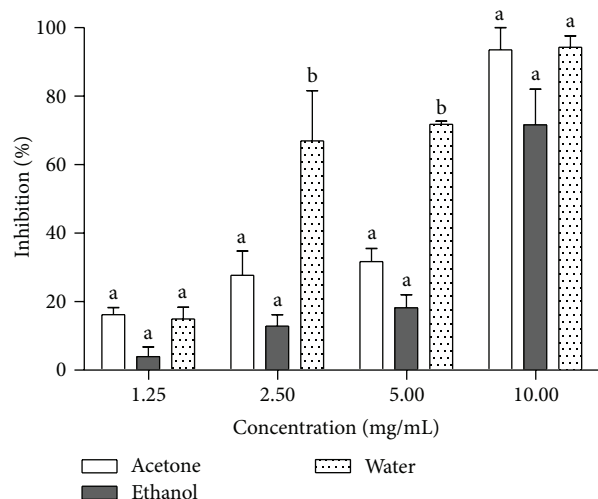 100
80
60
40
20
0
Inhibition (%)
a
a
a
a
a
b
a
a
b
a
a
a
1.25
2.50
5.00
10.00
Concentration (mg/mL)
Acetone
Water
Ethanol